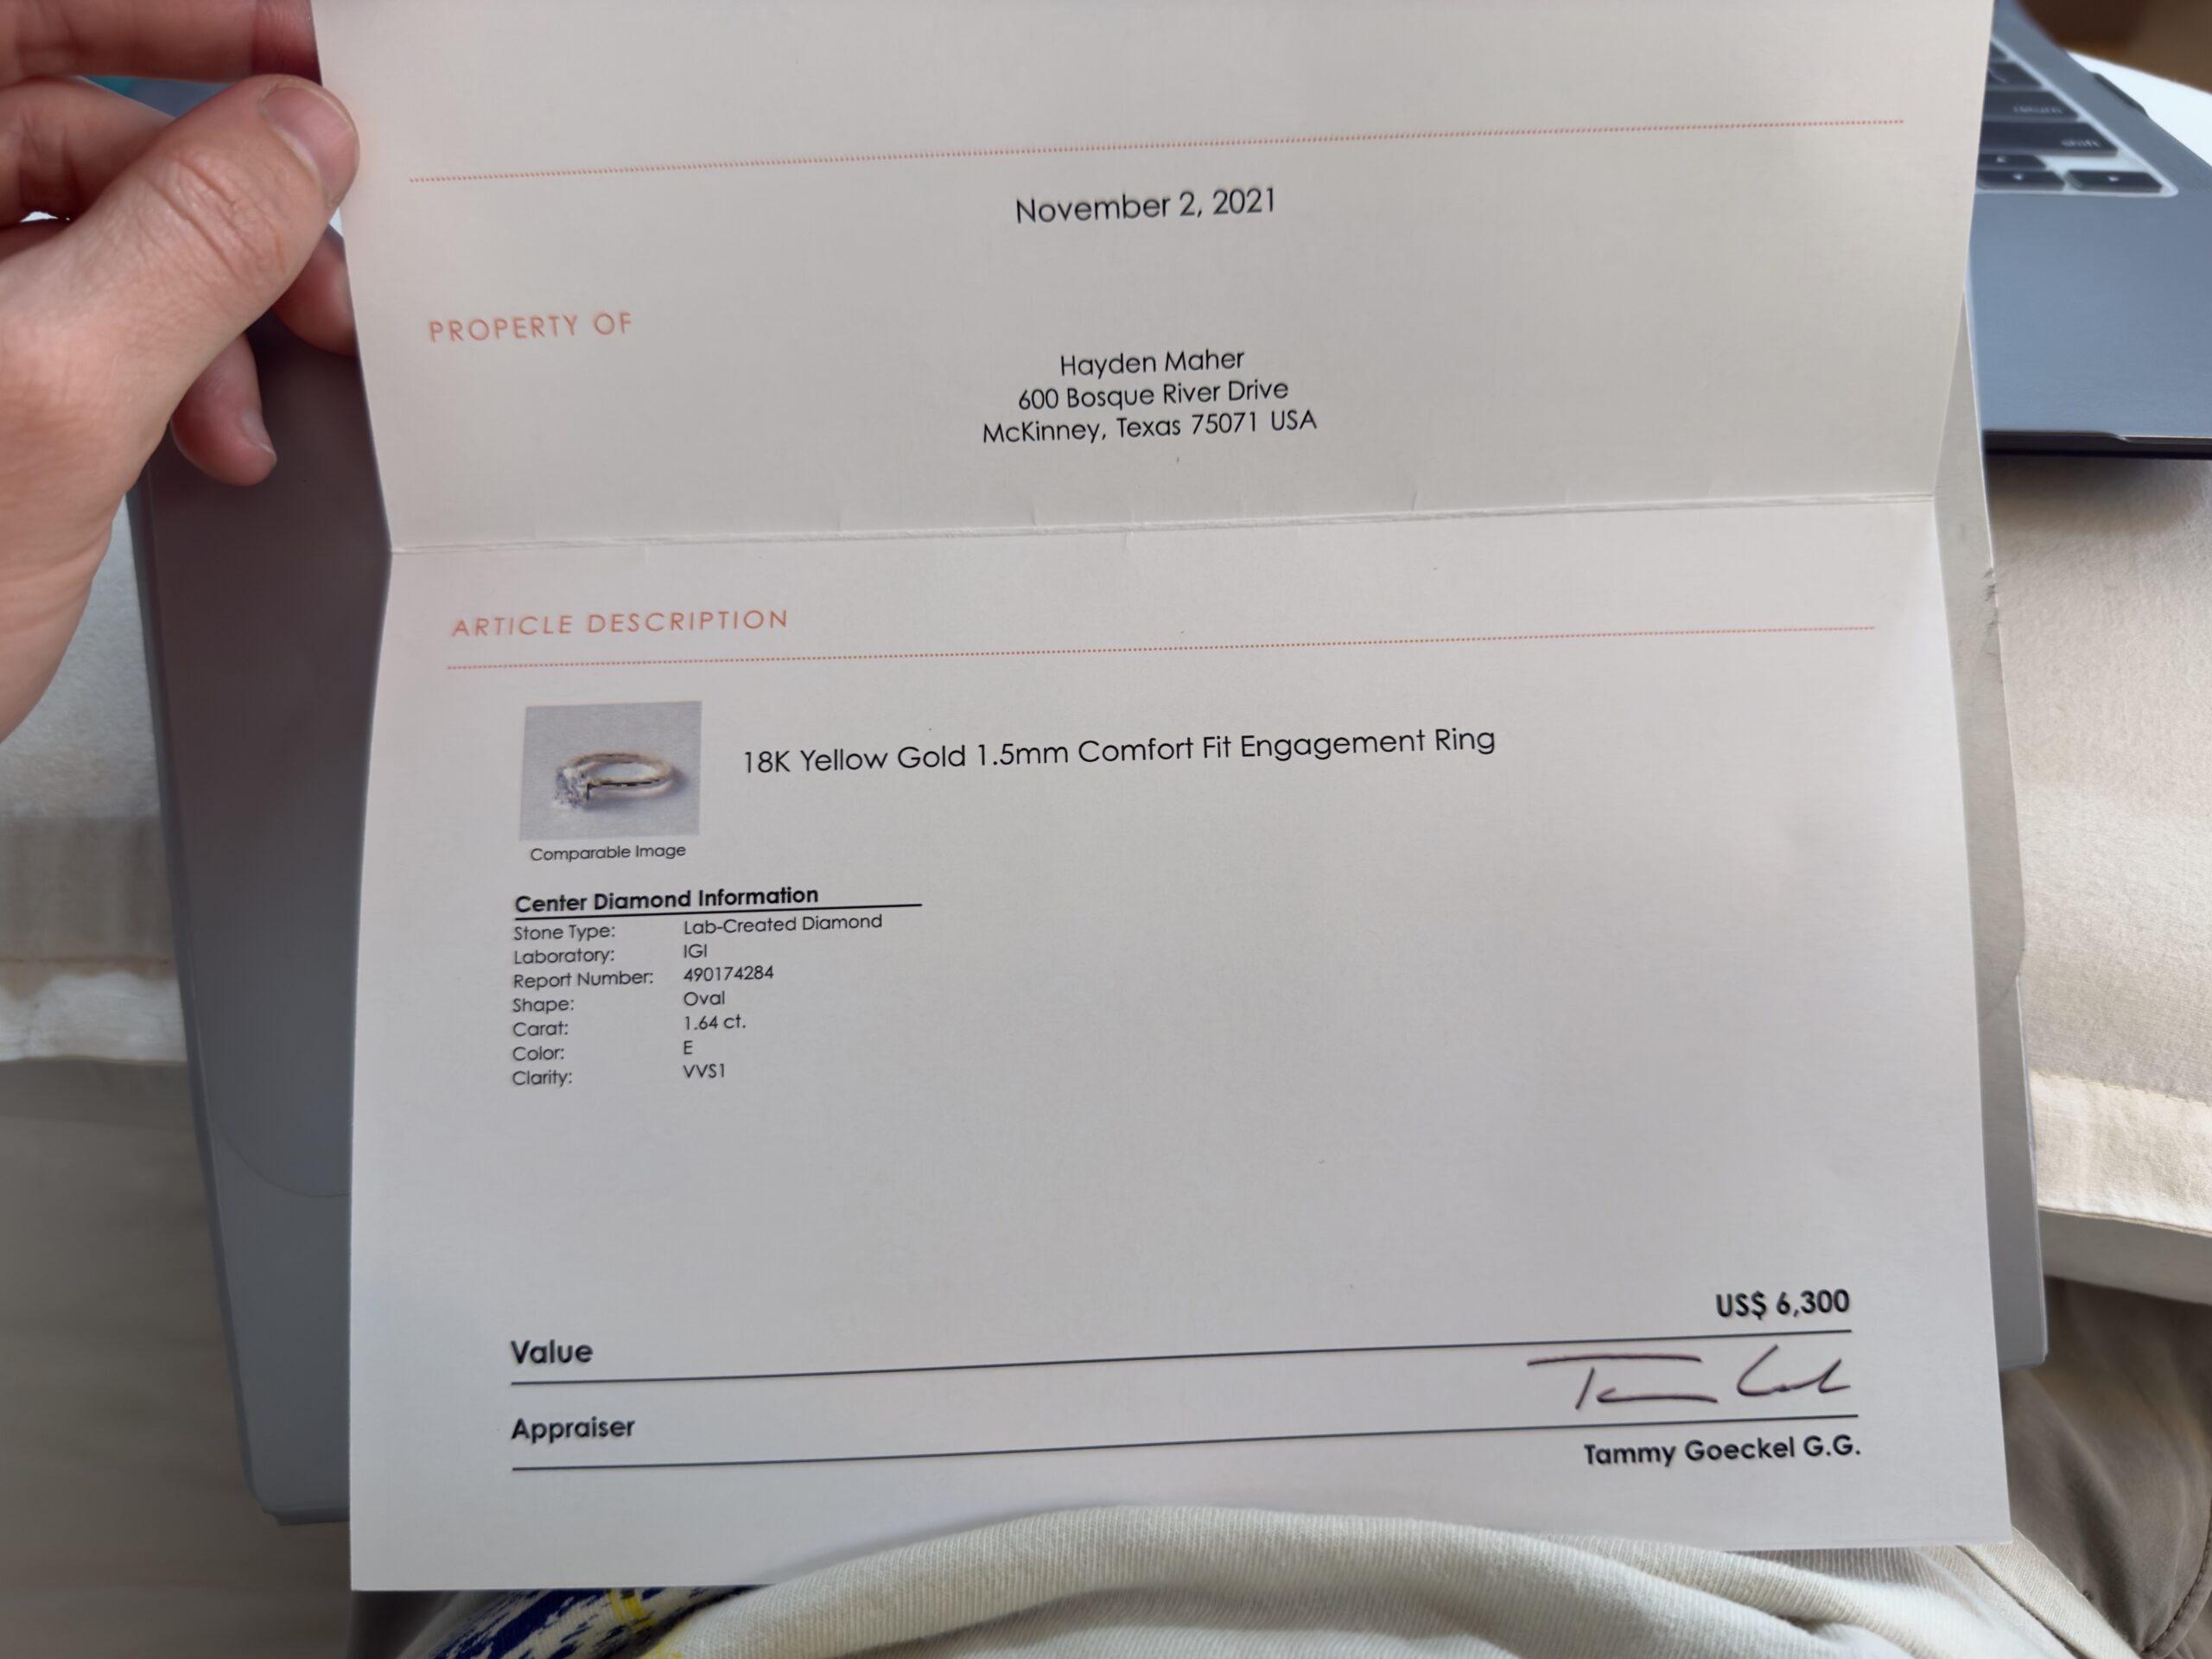 return
shift
November 2, 2021
PROPERTY OF
Hayden Maher
600 Bosque River Drive
McKinney, Texas 75071 USA
ARTICLE DESCRIPTION
18K Yellow Gold 1.5mm Comfort Fit Engagement Ring
Comparable Image
Center Diamond Information
Stone Type: Lab-Created Diamond
Laboratory: IGI
Report Number: 490174284
Shape: Oval
Carat: 1.64 ct.
Color: E
Clarity: VVS1
US$ 6,300
Value
Appraiser
Tammy Goeckel G.G.